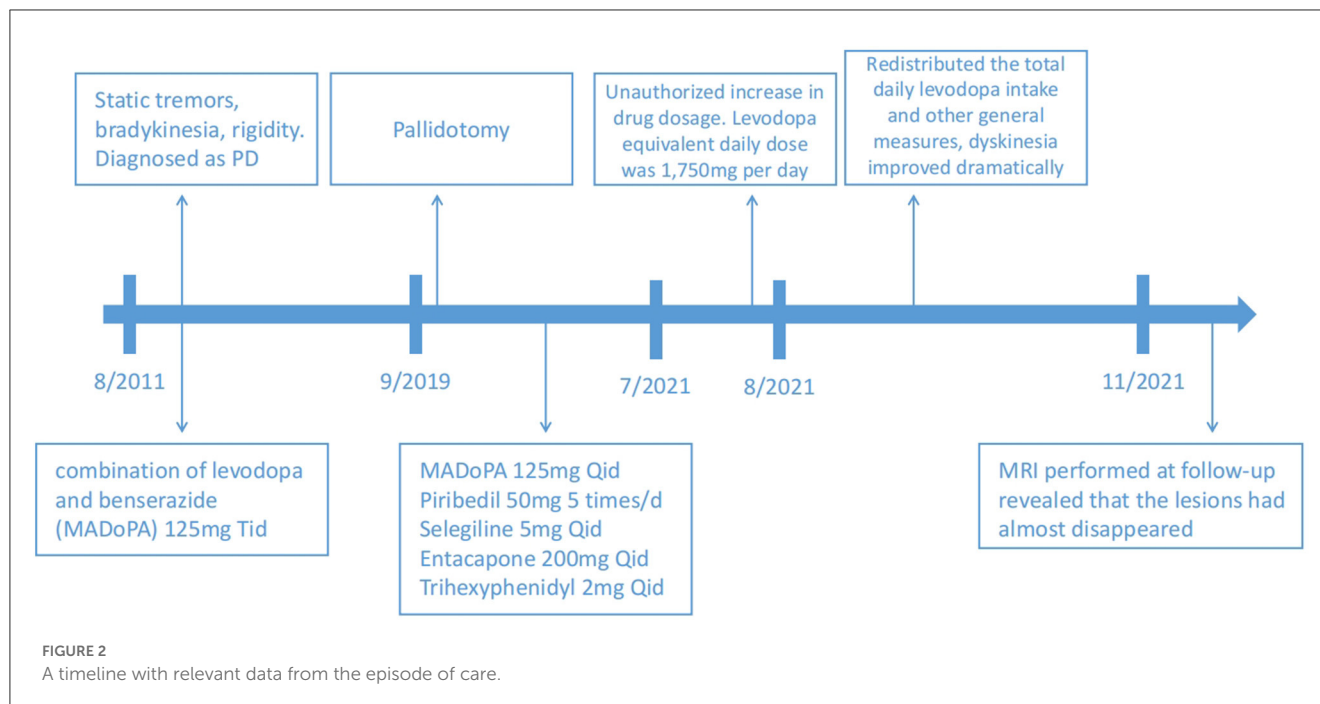 Static tremors,
bradykinesia, rigidity.
Diagnosed as PD
Pallidotomy
Unauthorized increase in
drug dosage. Levodopa
equivalent daily dose
was 1,750mg per day
Redistributed the total
daily levodopa intake
and other general
measures, dyskinesia
improved dramatically
8/2011
9/2019
7/2021
8/2021
11/2021
combination of levodopa
and benserazide
(MADoPA) 125mg Tid
MADoPA 125mg Qid
Piribedil 50mg 5 times/d
Selegiline 5mg Qid
Entacapone 200mg Qid
Trihexyphenidyl 2mg Qid
MRI performed at follow-up
revealed that the lesions had
almost disappeared
FIGURE 2
A timeline with relevant data from the episode of care.